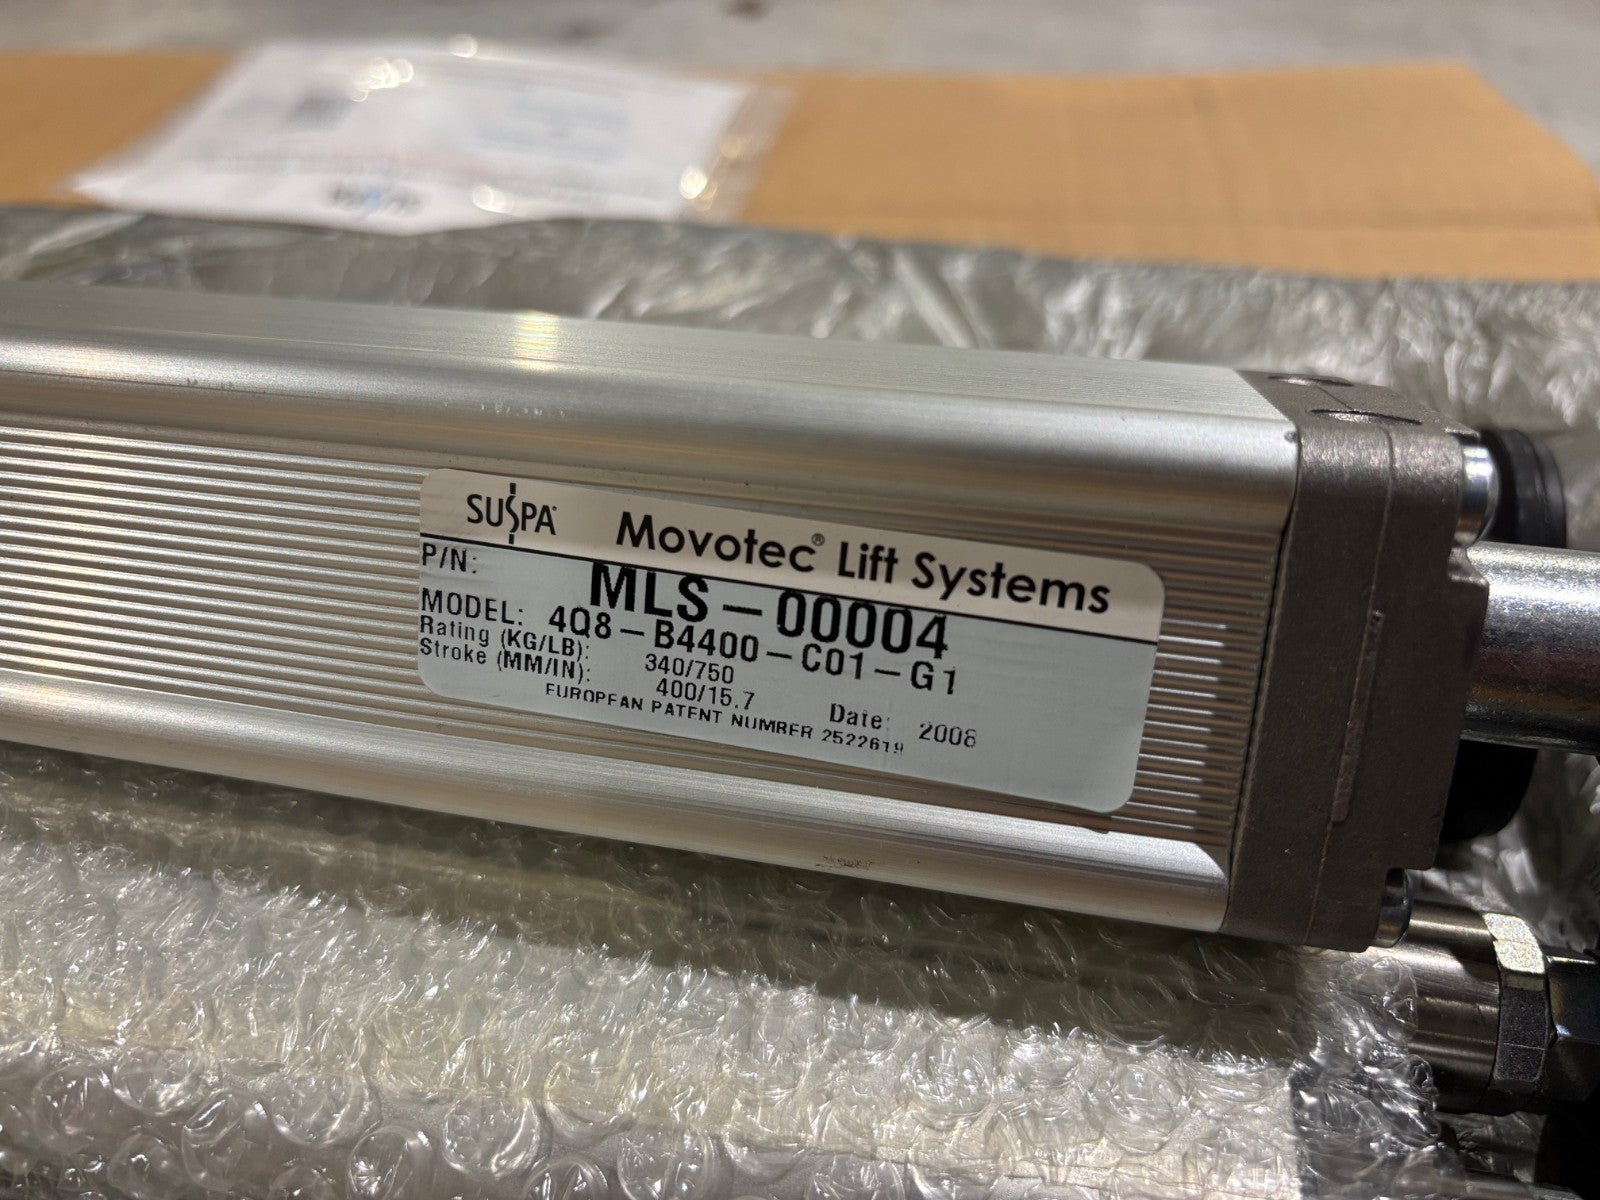 SUSPA® Movotec® Lift Systems
P/N: MLS-00004
MODEL: 4Q8-B4400-C01-G1
Rating (KG/LB): 340/750
Stroke (MM/IN): 400/15.7
Date: 2008
EUROPEAN PATENT NUMBER 2522619